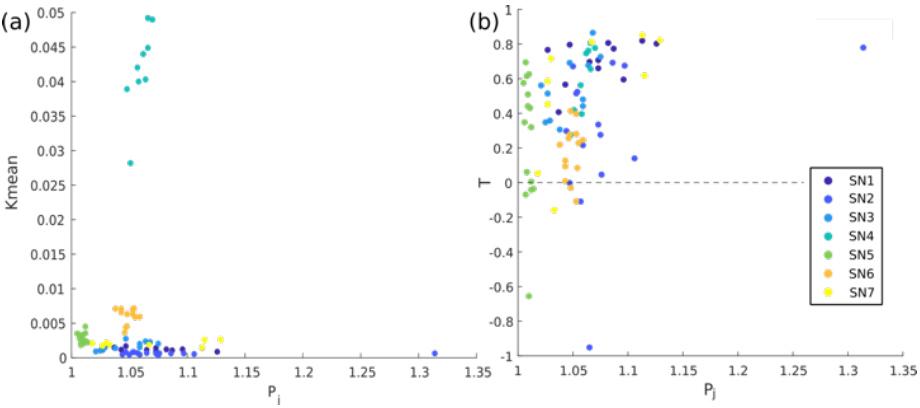 (a)
0.05
0.045
0.04
0.035
0.03
0.025
0.02
0.015
0.01
0.005
0
Kmean
1 1.05 1.1 1.15 1.2 1.25 1.3 1.35
Pj
(b)
1
0.8
0.6
0.4
0.2
0
-0.2
-0.4
-0.6
-0.8
-1
T
1 1.05 1.1 1.15 1.2 1.25 1.3 1.35
Pj
SN1
SN2
SN3
SN4
SN5
SN6
SN7